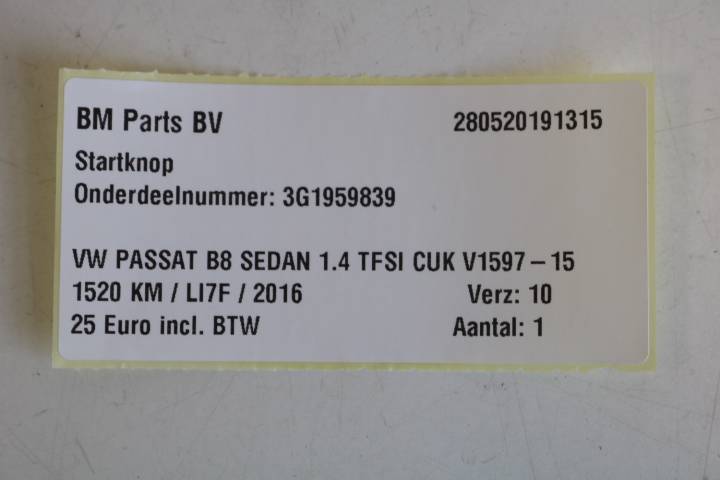 BM Parts BV 280520191315
Startknop
Onderdeelnummer: 3G1959839
VW PASSAT B8 SEDAN 1.4 TFSI CUK V1597 – 15
1520 KM / LI7F / 2016 Verz: 10
25 Euro incl. BTW Aantal: 1